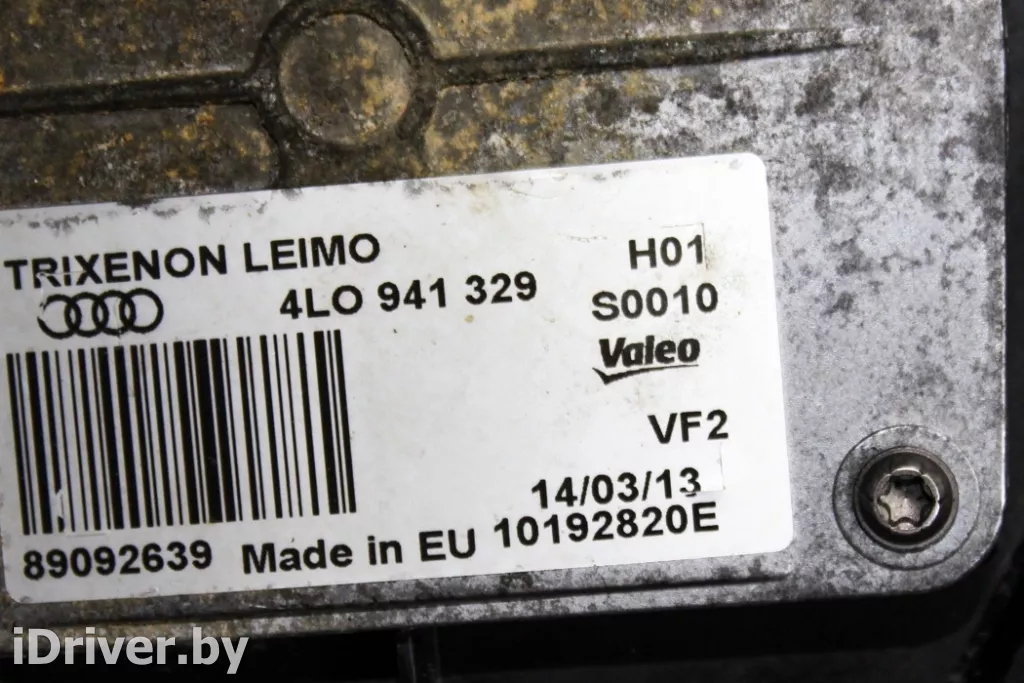 TRIXENON LEIMO
H01
4LO 941 329
S0010
Valeo
VF2
14/03/13
89092639 Made in EU 10192820E
iDriver.by